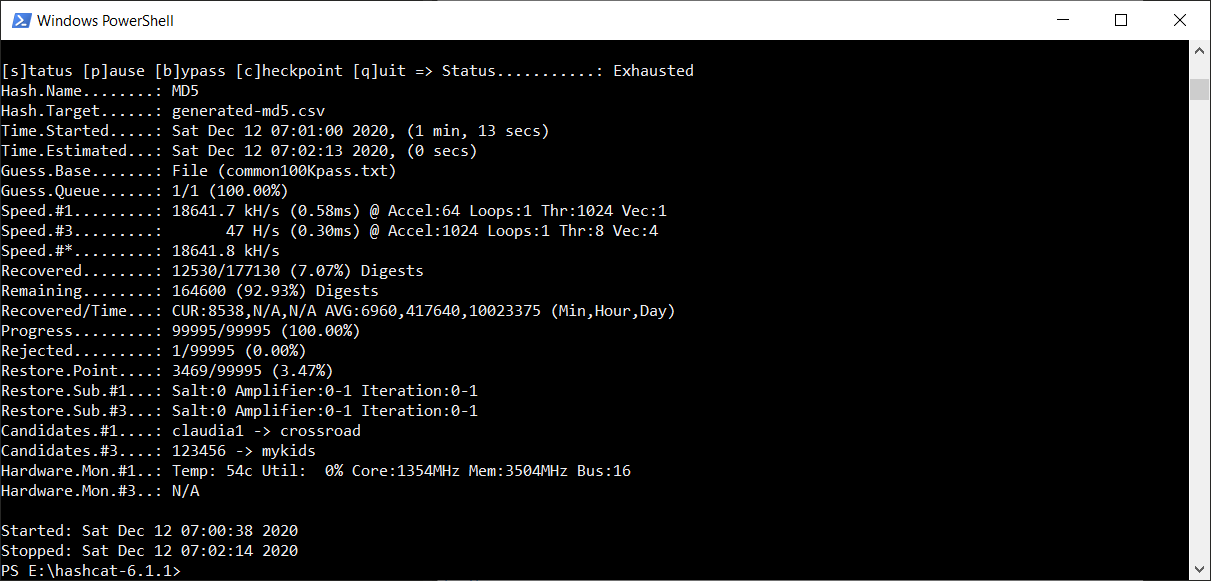 Windows PowerShell
[s]tatus [p]ause [b]ypass [c]heckpoint [q]uit => Status...........: Exhausted
Hash.Name........: MD5
Hash.Target......: generated-md5.csv
Time.Started.....: Sat Dec 12 07:01:00 2020, (1 min, 13 secs)
Time.Estimated...: Sat Dec 12 07:02:13 2020, (0 secs)
Guess.Base.......: File (common100Kpass.txt)
Guess.Queue......: 1/1 (100.00%)
Speed.#1.........: 18641.7 kH/s (0.58ms) @ Accel:64 Loops:1 Thr:1024 Vec:1
Speed.#3.........:       47 H/s (0.30ms) @ Accel:1024 Loops:1 Thr:8 Vec:4
Speed.#*.........: 18641.8 kH/s
Recovered........: 12530/177130 (7.07%) Digests
Remaining........: 164600 (92.93%) Digests
Recovered/Time...: CUR:8538,N/A,N/A AVG:6960,417640,10023375 (Min,Hour,Day)
Progress.........: 99995/99995 (100.00%)
Rejected.........: 1/99995 (0.00%)
Restore.Point....: 3469/99995 (3.47%)
Restore.Sub.#1...: Salt:0 Amplifier:0-1 Iteration:0-1
Restore.Sub.#3...: Salt:0 Amplifier:0-1 Iteration:0-1
Candidates.#1....: claudia1 -> crossroad
Candidates.#3....: 123456 -> mykids
Hardware.Mon.#1..: Temp: 54c Util:  0% Core:1354MHz Mem:3504MHz Bus:16
Hardware.Mon.#3..: N/A
Started: Sat Dec 12 07:00:38 2020
Stopped: Sat Dec 12 07:02:14 2020
PS E:\hashcat-6.1.1>